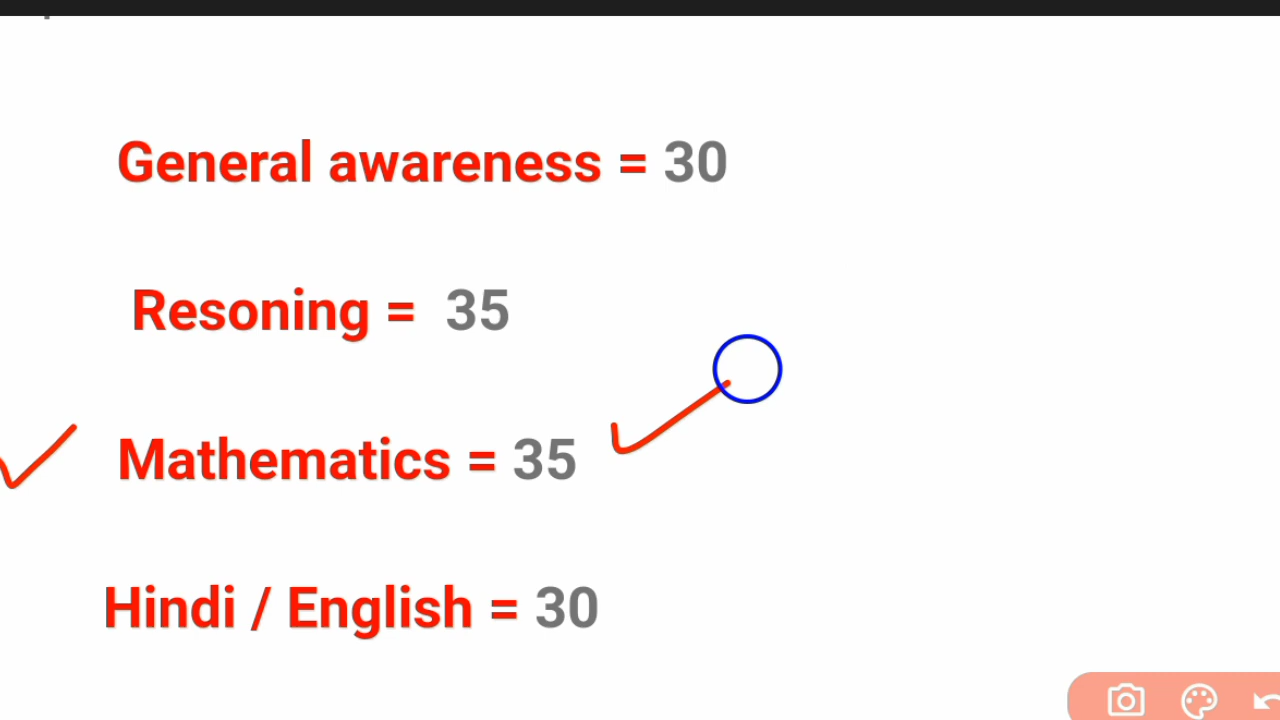 General awareness = 30
Resoning = 35
Mathematics = 35
Hindi / English = 30